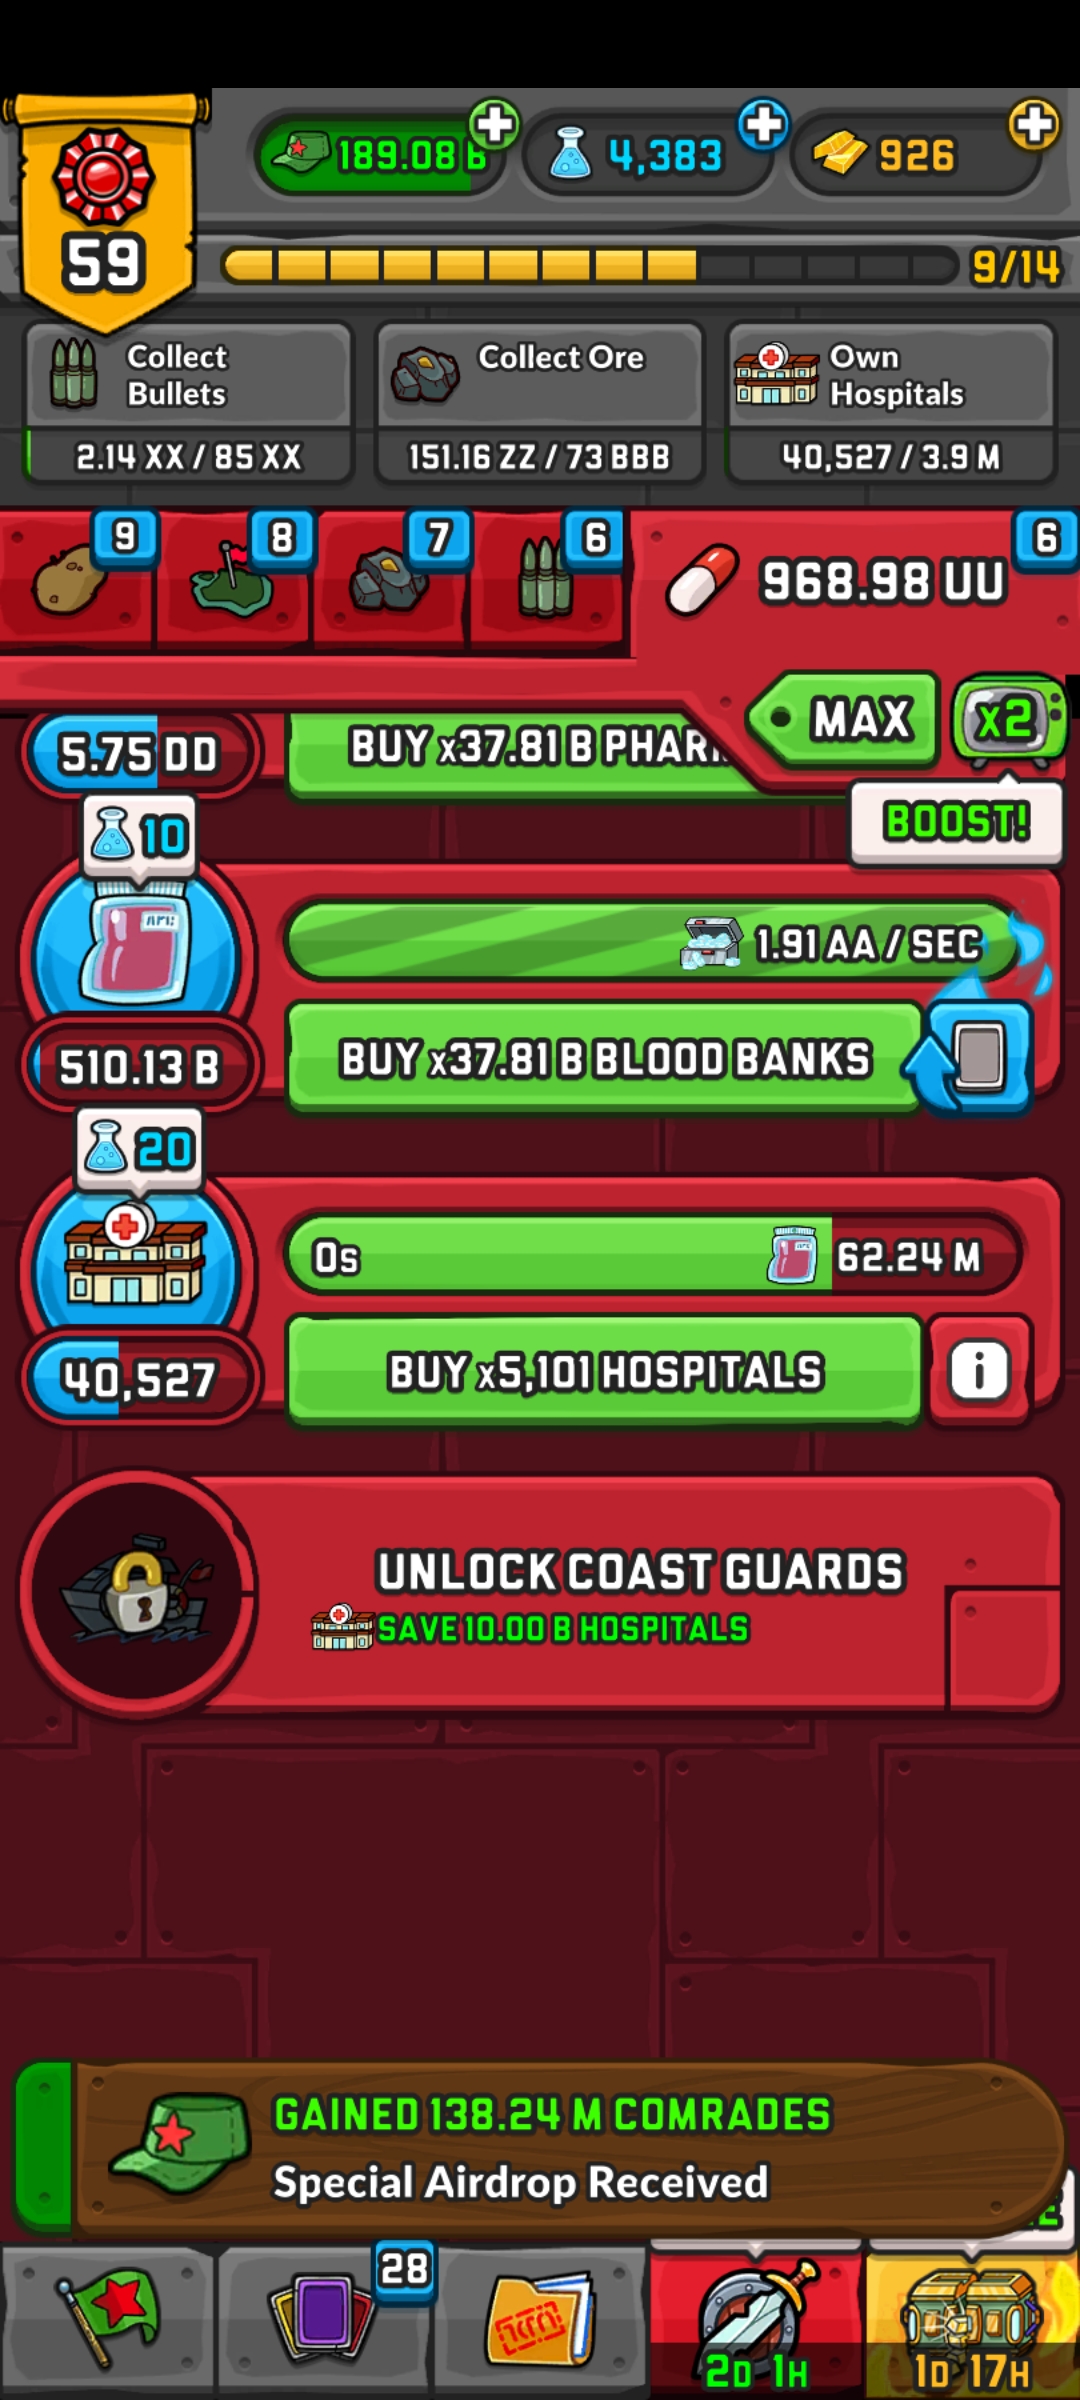 189.08 B
4,383
926
59
9/14
Collect
Bullets
2.14 XX / 85 XX
Collect Ore
151.16 ZZ / 73 BBB
Own
Hospitals
40,527 / 3.9 M
9
8
7
6
968.98 UU
6
MAX
x2
BOOST!
5.75 DD
BUY x37.81 B
10
1.91 AA / SEC
510.13 B
BUY x37.81 B BLOOD BANKS
20
0s
62.24 M
40,527
BUY x5,101 HOSPITALS
i
UNLOCK COAST GUARDS
SAVE 10.00 B HOSPITALS
GAINED 138.24 M COMRADES
Special Airdrop Received
28
2D 1H
1D 17H